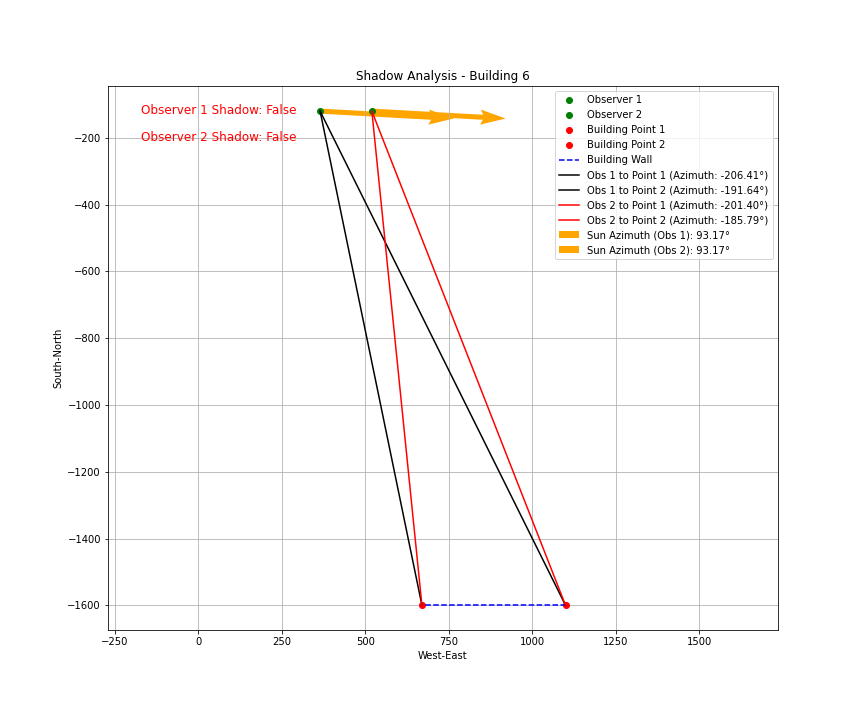 Shadow Analysis - Building 6
Observer 1 Shadow: False
Observer 2 Shadow: False
Observer 1
Observer 2
Building Point 1
Building Point 2
Building Wall
Obs 1 to Point 1 (Azimuth: -206.41°)
Obs 1 to Point 2 (Azimuth: -191.64°)
Obs 2 to Point 1 (Azimuth: -201.40°)
Obs 2 to Point 2 (Azimuth: -185.79°)
Sun Azimuth (Obs 1): 93.17°
Sun Azimuth (Obs 2): 93.17°
South-North
−200
−400
−600
−800
−1000
−1200
−1400
−1600
−250
0
250
500
750
1000
1250
1500
West-East